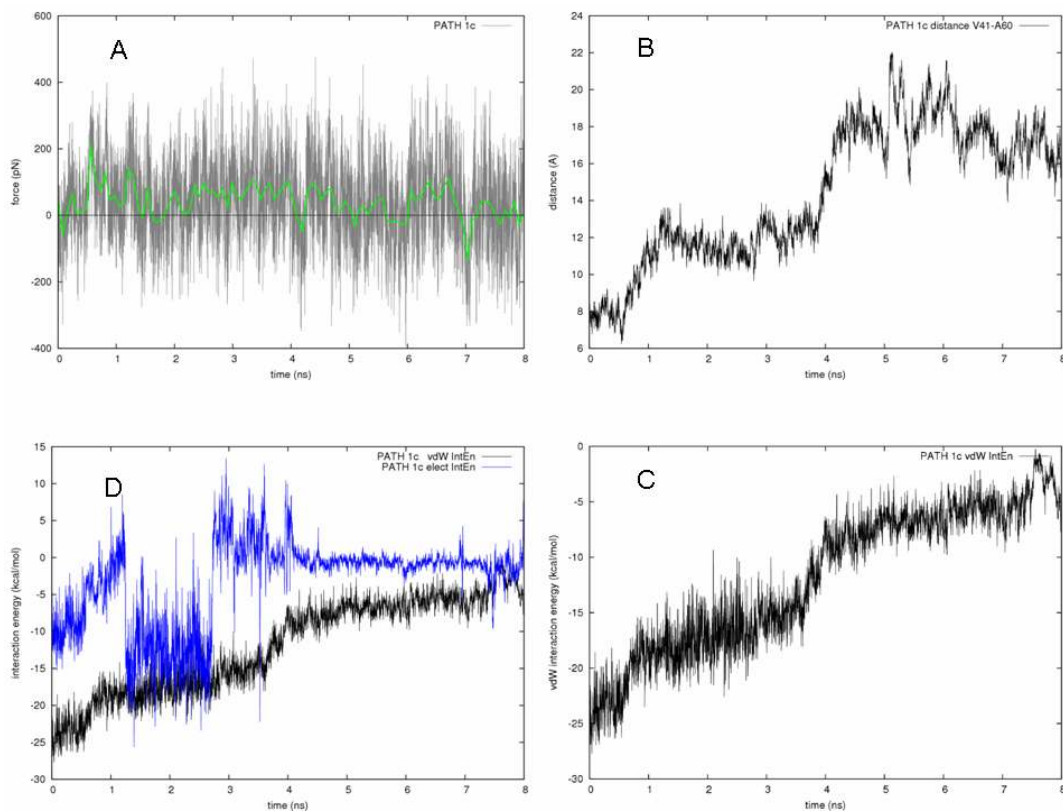 A
PATH 1c
force (pN)
600
400
200
0
-200
-400
0 1 2 3 4 5 6 7 8
time (ns)
B
PATH 1c distance V41-A60
distance (A)
24
22
20
18
16
14
12
10
8
6
0 1 2 3 4 5 6 7 8
time (ns)
D
PATH 1c vdW IntEn
PATH 1c elect IntEn
interaction energy (kcal/mol)
15
10
5
0
-5
-10
-15
-20
-25
-30
0 1 2 3 4 5 6 7 8
time (ns)
C
PATH 1c vdW IntEn
vdW interaction energy (kcal/mol)
0
-5
-10
-15
-20
-25
-30
0 1 2 3 4 5 6 7 8
time (ns)